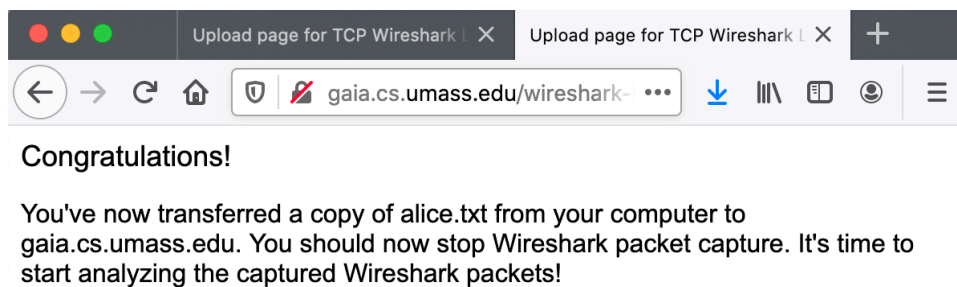 Upload page for TCP Wireshark L
Upload page for TCP Wireshark L
gaia.cs.umass.edu/wireshark-
Congratulations!
You've now transferred a copy of alice.txt from your computer to
gaia.cs.umass.edu. You should now stop Wireshark packet capture. It's time to
start analyzing the captured Wireshark packets!